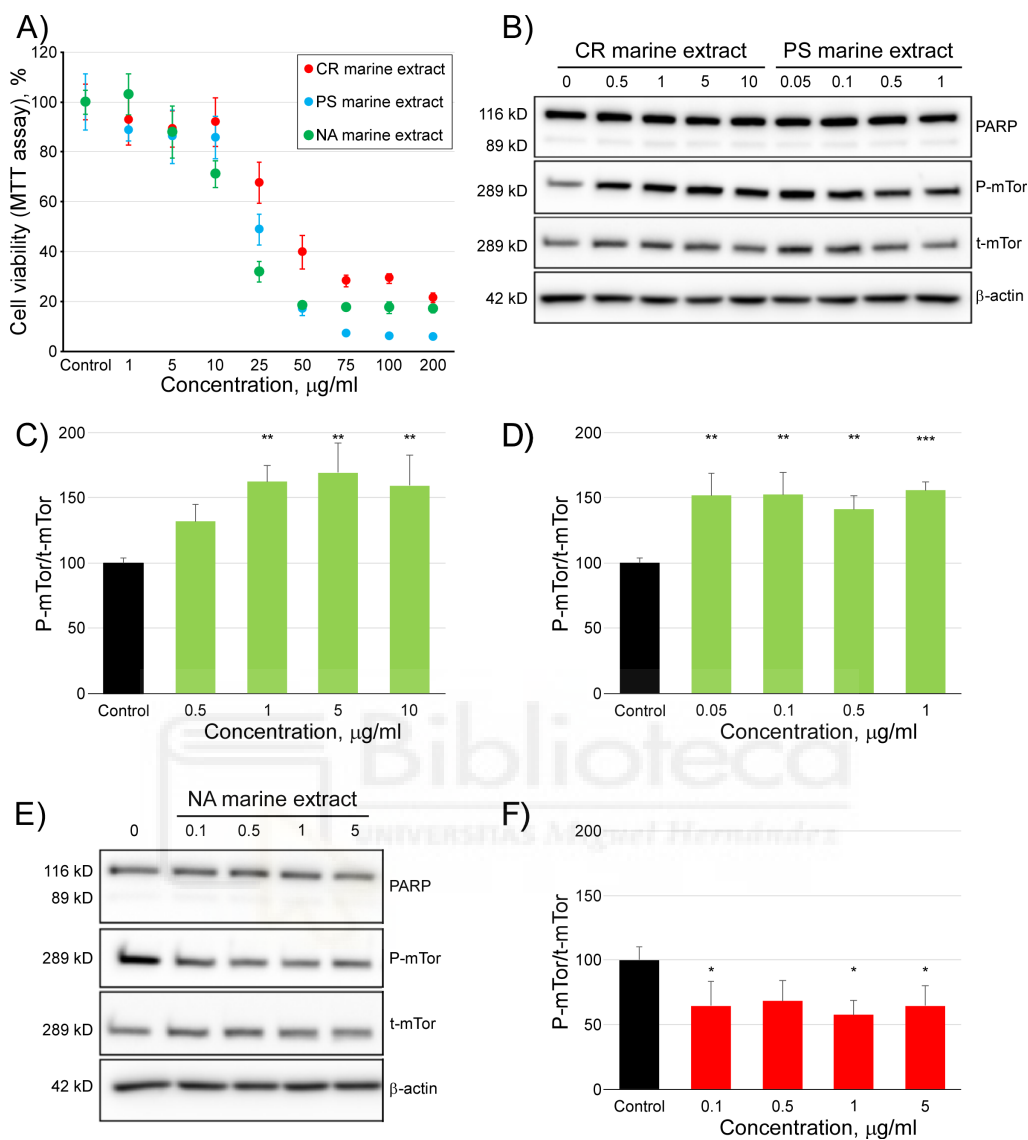 A)
Cell viability (MTT assay), %
120
100
80
60
40
20
0
CR marine extract
PS marine extract
NA marine extract
Control 1 5 10 25 50 75 100 200
Concentration, μg/ml
B)
CR marine extract PS marine extract
0 0.5 1 5 10 0.05 0.1 0.5 1
116 kD PARP
89 kD
289 kD P-mTor
289 kD t-mTor
42 kD β-actin
C)
P-mTor/t-mTor
200
150
100
50
0
** ** **
Control 0.5 1 5 10
Concentration, μg/ml
D)
P-mTor/t-mTor
200
150
100
50
0
** ** ** ***
Control 0.05 0.1 0.5 1
Concentration, μg/ml
Biblioteca
UNIVERSITAS Miguel Hernández
E)
NA marine extract
0 0.1 0.5 1 5
116 kD PARP
89 kD
289 kD P-mTor
289 kD t-mTor
42 kD β-actin
F)
P-mTor/t-mTor
200
150
100
50
0
* * *
Control 0.1 0.5 1 5
Concentration, μg/ml